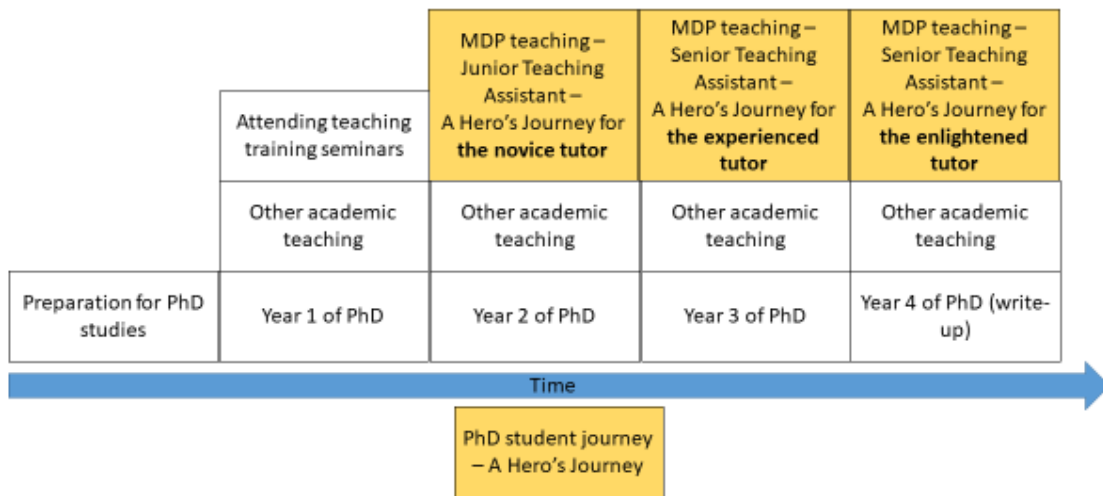 MDP teaching –
Junior Teaching
Assistant –
A Hero's Journey for
the novice tutor
MDP teaching –
Senior Teaching
Assistant –
A Hero's Journey for
the experienced
tutor
MDP teaching –
Senior Teaching
Assistant –
A Hero's Journey for
the enlightened
tutor
Attending teaching
training seminars
Other academic
teaching
Other academic
teaching
Other academic
teaching
Other academic
teaching
Preparation for PhD
studies
Year 1 of PhD
Year 2 of PhD
Year 3 of PhD
Year 4 of PhD (write-
up)
Time
PhD student journey
– A Hero's Journey